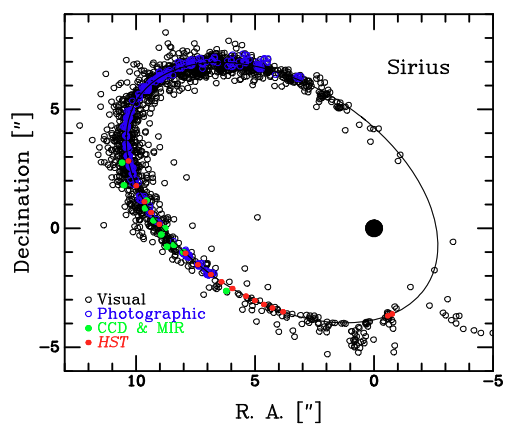 Sirius
5
0
-5
Declination ["]
Visual
Photographic
CCD & MIR
HST
10 5 0 -5
R. A. ["]